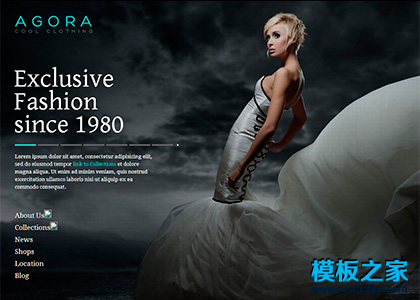 AGORA
COOL CLOTHING
Exclusive
Fashion
since 1980
Lorem ipsum dolor sit amet, consectetur adipisicing elit,
sed do eiusmod tempor link to Collections et dolore
magna aliqua. Ut enim ad minim veniam, quis nostrud
exercitation ullamco laboris nisi ut aliquip ex ea
commodo consequat.
About Us
Collections
News
Shops
Location
Blog
模板之家